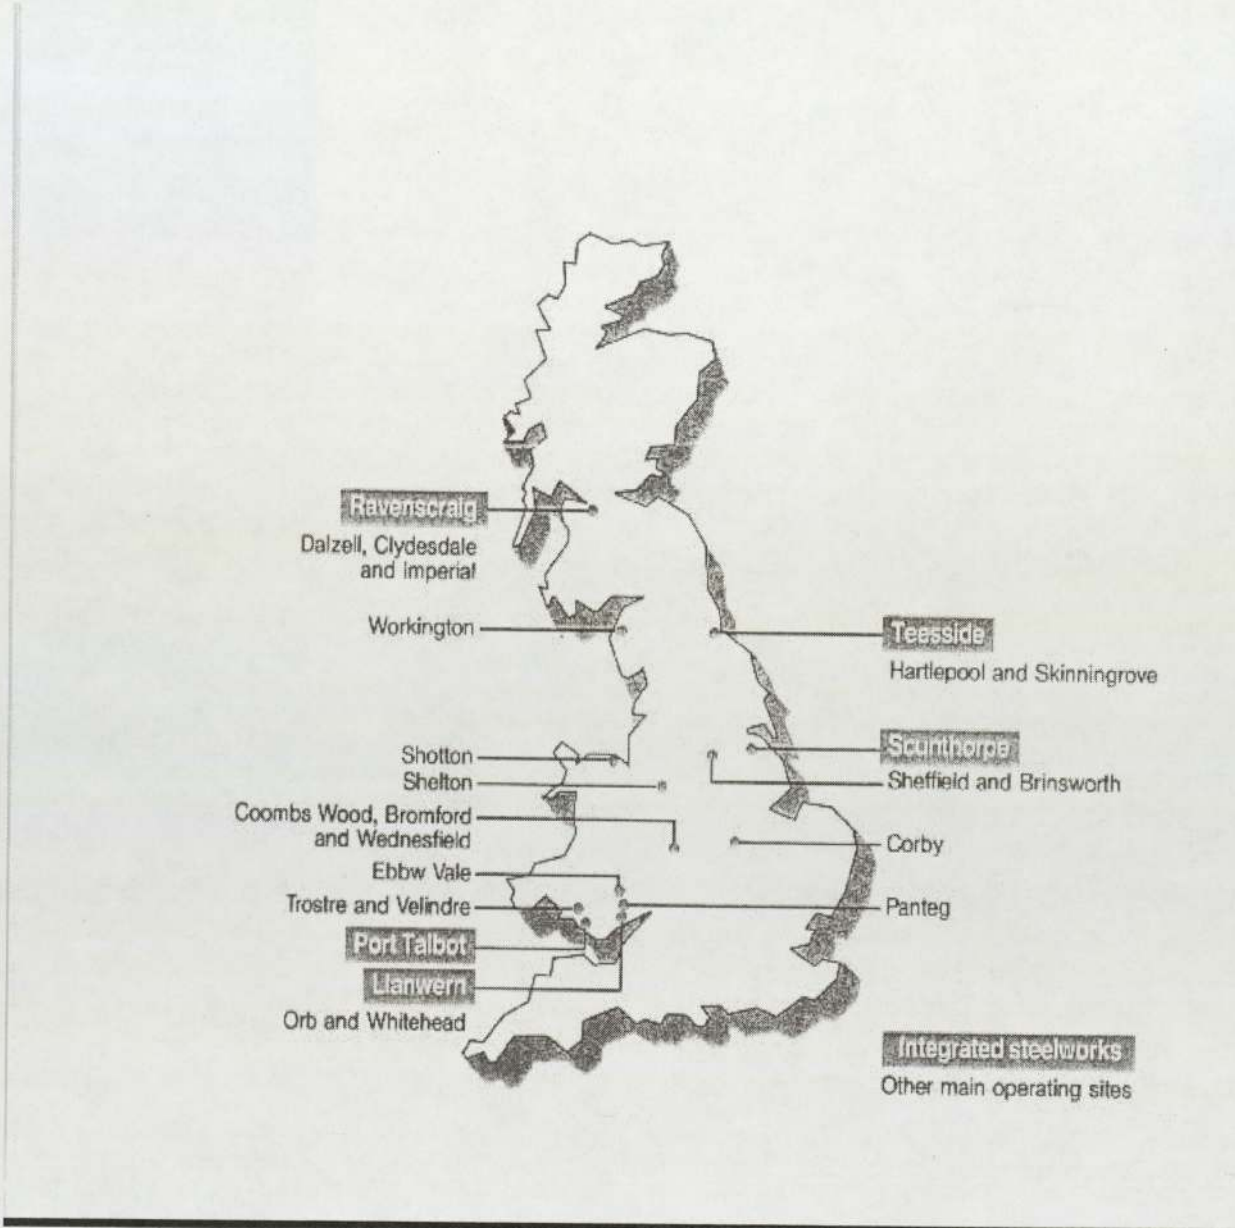 Ravenscraig
Dalzell, Clydesdale
and Imperial
Workington
Teesside
Hartlepool and Skinningrove
Shotton
Scunthorpe
Shelton
Sheffield and Brinsworth
Coombs Wood, Bromford
and Wednesfield
Corby
Ebbw Vale
Trostre and Velindre
Panteg
Port Talbot
Llanwern
Orb and Whitehead
Integrated steelworks
Other main operating sites